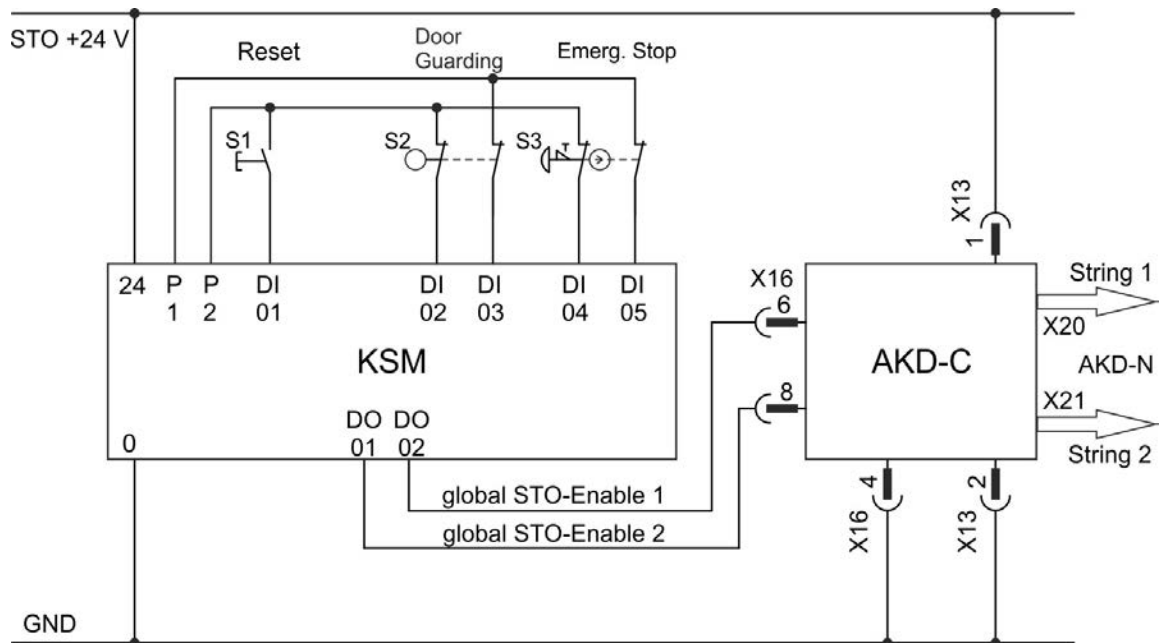 STO +24 V
Reset
Door
Guarding
Emerg. Stop
S1
S2
S3
X13
1
24 P P DI DI DI DI DI
1 2 01 02 03 04 05
KSM
0
DO DO
01 02
X16
6
8
AKD-C
String 1
X20
AKD-N
X21
String 2
global STO-Enable 1
global STO-Enable 2
4
X16
2
X13
GND